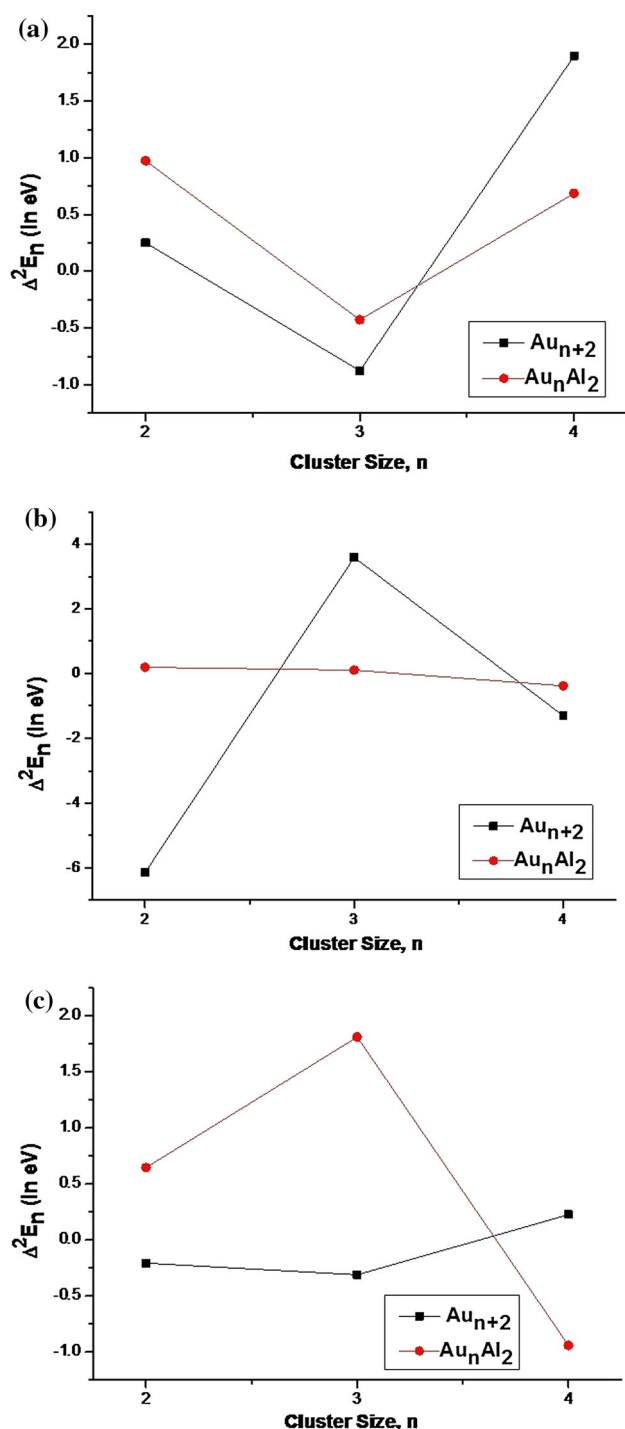 (a)
2.0
1.5
1.0
0.5
0.0
-0.5
-1.0
Δ²Eₙ (In eV)
Auₙ₊₂
AuₙAl₂
2 3 4
Cluster Size, n
(b)
4
2
0
-2
-4
-6
Δ²Eₙ (In eV)
Auₙ₊₂
AuₙAl₂
2 3 4
Cluster Size, n
(c)
2.0
1.5
1.0
0.5
0.0
-0.5
-1.0
Δ²Eₙ (In eV)
Auₙ₊₂
AuₙAl₂
2 3 4
Cluster Size, n